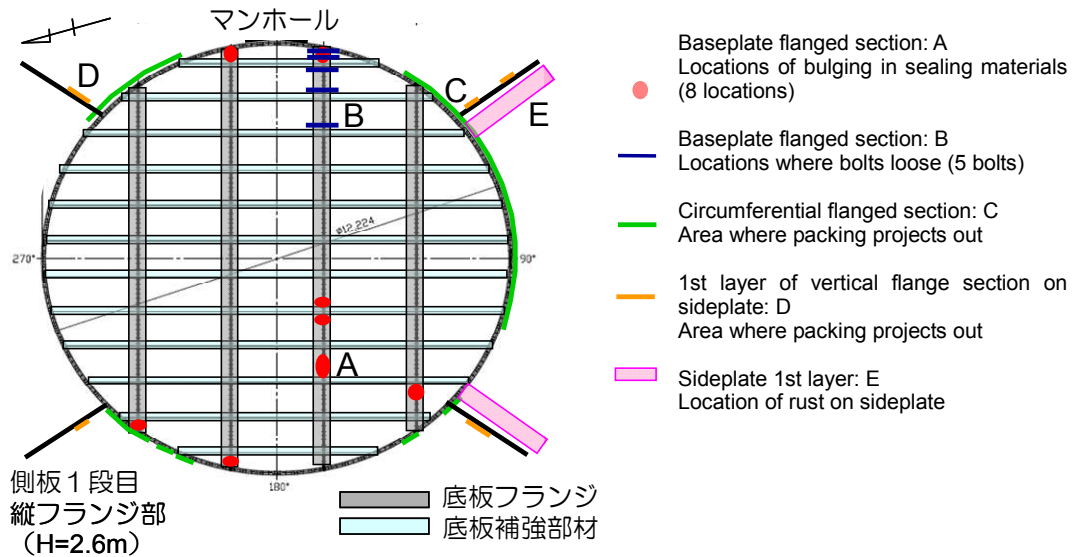 マンホール
D
C
E
B
ø12.224
270°
90°
A
180°
側板１段目
縦フランジ部
（H=2.6m）
底板フランジ
底板補強部材
Baseplate flanged section: A
Locations of bulging in sealing materials
(8 locations)
Baseplate flanged section: B
Locations where bolts loose (5 bolts)
Circumferential flanged section: C
Area where packing projects out
1st layer of vertical flange section on
sideplate: D
Area where packing projects out
Sideplate 1st layer: E
Location of rust on sideplate